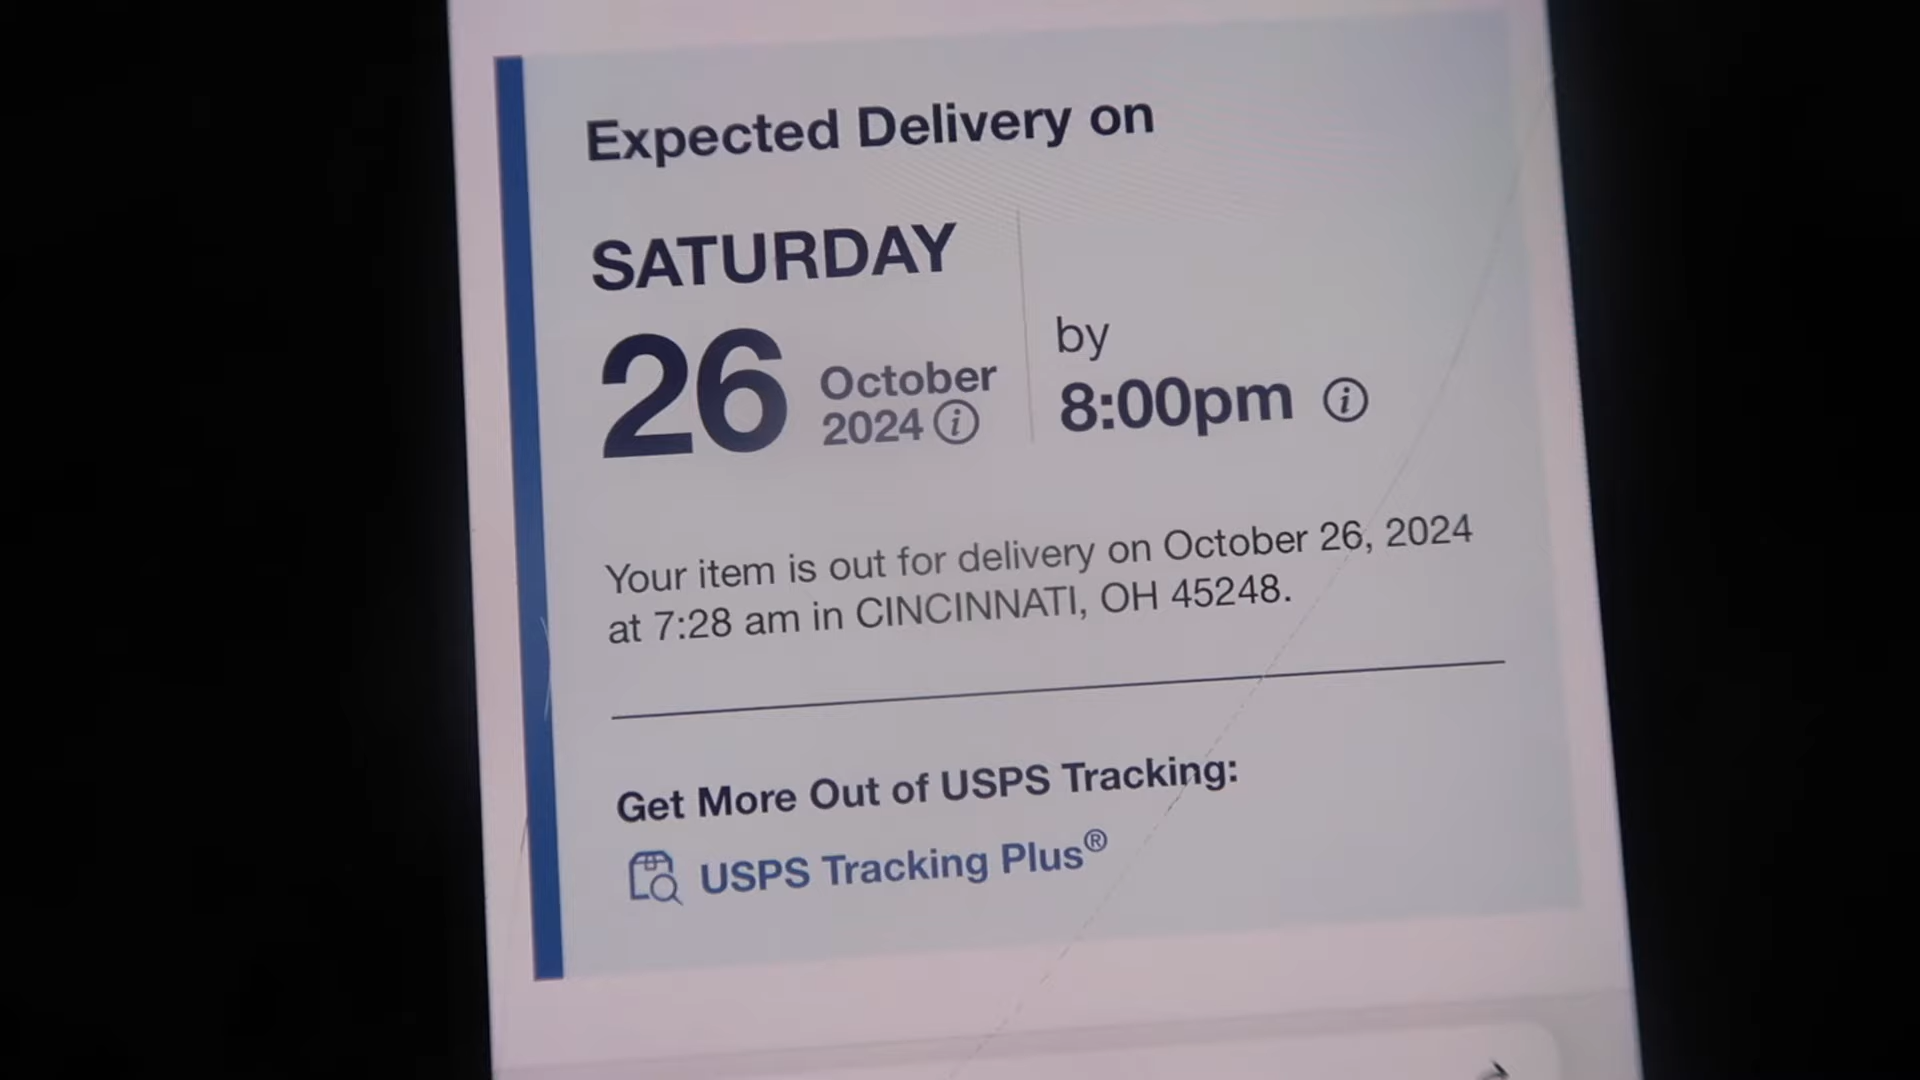 Expected Delivery on
SATURDAY
26 October
2024
by
8:00pm
Your item is out for delivery on October 26, 2024
at 7:28 am in CINCINNATI, OH 45248.
Get More Out of USPS Tracking:
USPS Tracking Plus®